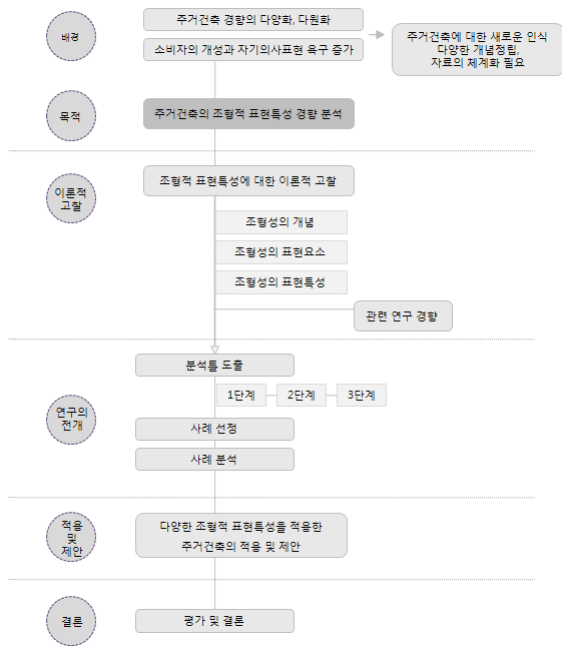 배경
주거건축 경향의 다양화, 다원화
소비자의 개성과 자기의사표현 욕구 증가
주거건축에 대한 새로운 인식
다양한 개념정립,
자료의 체계화 필요
목적
주거건축의 조형적 표현특성 경향 분석
이론적
고찰
조형적 표현특성에 대한 이론적 고찰
조형성의 개념
조형성의 표현요소
조형성의 표현특성
관련 연구 경향
연구의
전개
분석틀 도출
1단계
2단계
3단계
사례 선정
사례 분석
적용
및
제안
다양한 조형적 표현특성을 적용한
주거건축의 적용 및 제안
결론
평가 및 결론